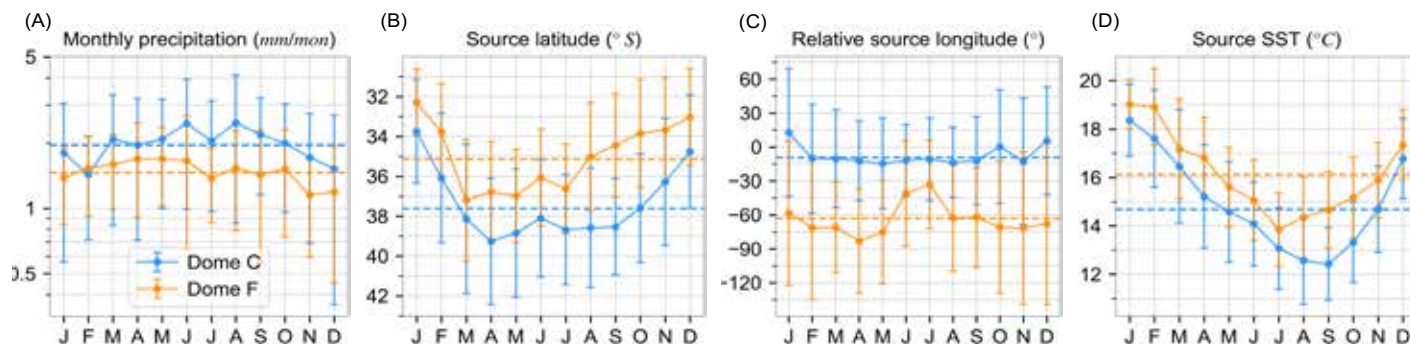 (A) (B) (C) (D)
Monthly precipitation (mm/mon) Source latitude (° S) Relative source longitude (°) Source SST (°C)
5
1
0.5
Dome C
Dome F
J F M A M J J A S O N D
32
34
36
38
40
42
J F M A M J J A S O N D
60
30
0
−30
−60
−90
−120
J F M A M J J A S O N D
20
18
16
14
12
J F M A M J J A S O N D